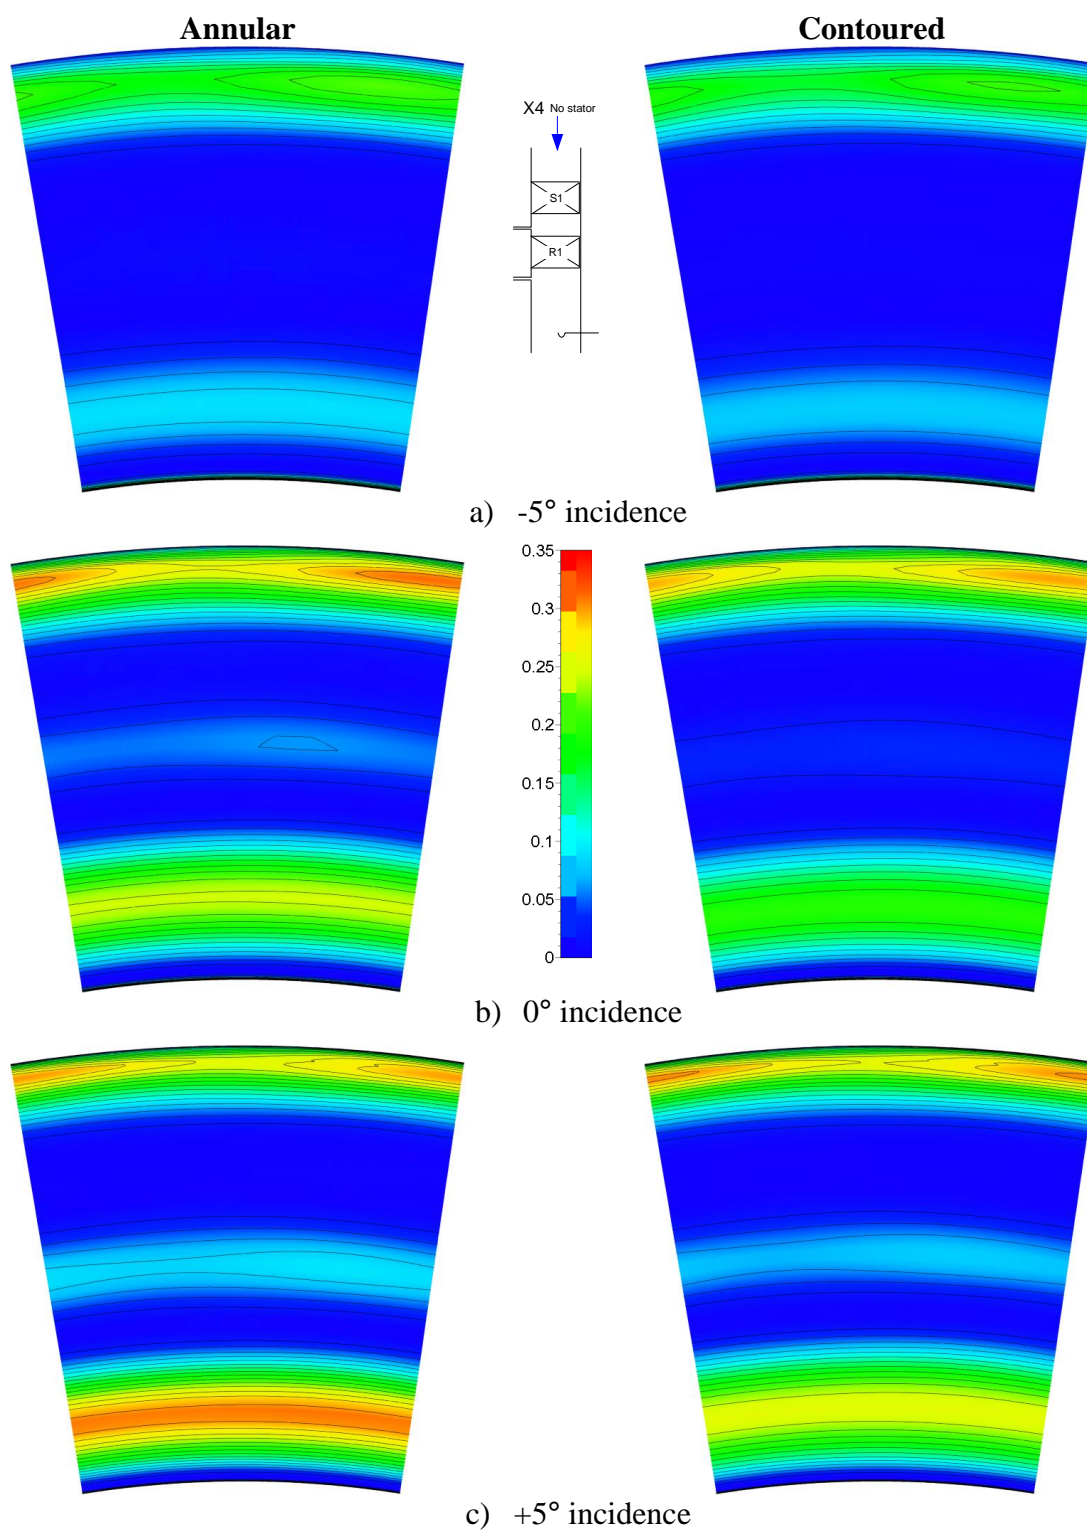 Annular
Contoured
X4 No stator
S1
R1
a) -5° incidence
0.35
0.3
0.25
0.2
0.15
0.1
0.05
0
b) 0° incidence
c) +5° incidence